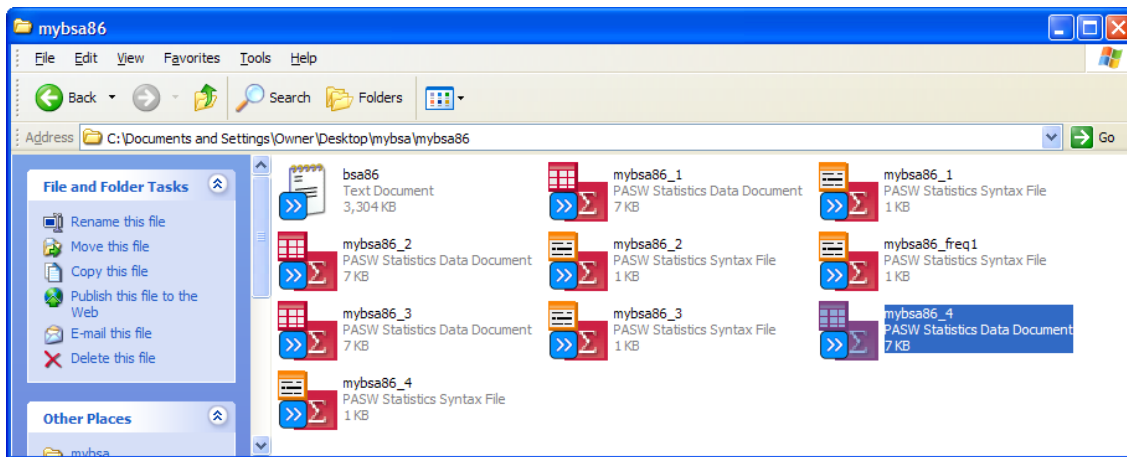 mybsa86
File Edit View Favorites Tools Help
Back Search Folders
Address C:\Documents and Settings\Owner\Desktop\mybsa\mybsa86 Go
File and Folder Tasks
Rename this file
Move this file
Copy this file
Publish this file to the
Web
E-mail this file
Delete this file
Other Places
mybsa
bsa86
Text Document
3,304 KB
mybsa86_1
PASW Statistics Data Document
7 KB
mybsa86_1
PASW Statistics Syntax File
1 KB
mybsa86_2
PASW Statistics Data Document
7 KB
mybsa86_2
PASW Statistics Syntax File
1 KB
mybsa86_freq1
PASW Statistics Syntax File
1 KB
mybsa86_3
PASW Statistics Data Document
7 KB
mybsa86_3
PASW Statistics Syntax File
1 KB
mybsa86_4
PASW Statistics Data Document
7 KB
mybsa86_4
PASW Statistics Syntax File
1 KB